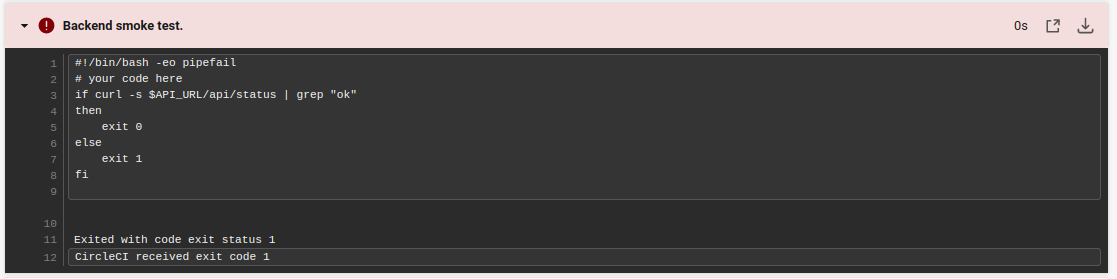 Backend smoke test. 0s
1 #!/bin/bash -eo pipefail
2 # your code here
3 if curl -s $API_URL/api/status | grep "ok"
4 then
5     exit 0
6 else
7     exit 1
8 fi
9
10
11 Exited with code exit status 1
12 CircleCI received exit code 1